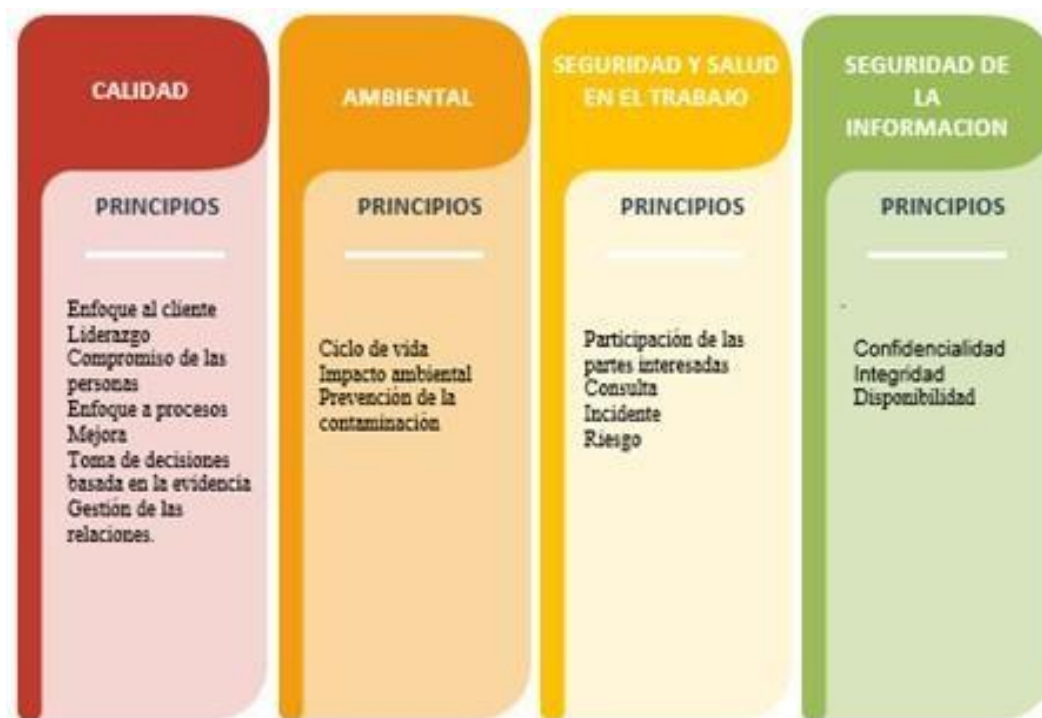 CALIDAD
PRINCIPIOS
Enfoque al cliente
Liderazgo
Compromiso de las
personas
Enfoque a procesos
Mejora
Toma de decisiones
basada en la evidencia
Gestión de las
relaciones.
AMBIENTAL
PRINCIPIOS
Ciclo de vida
Impacto ambiental
Prevención de la
contaminación
SEGURIDAD Y SALUD
EN EL TRABAJO
PRINCIPIOS
Participación de las
partes interesadas
Consulta
Incidente
Riesgo
SEGURIDAD DE
LA
INFORMACION
PRINCIPIOS
-
Confidencialidad
Integridad
Disponibilidad